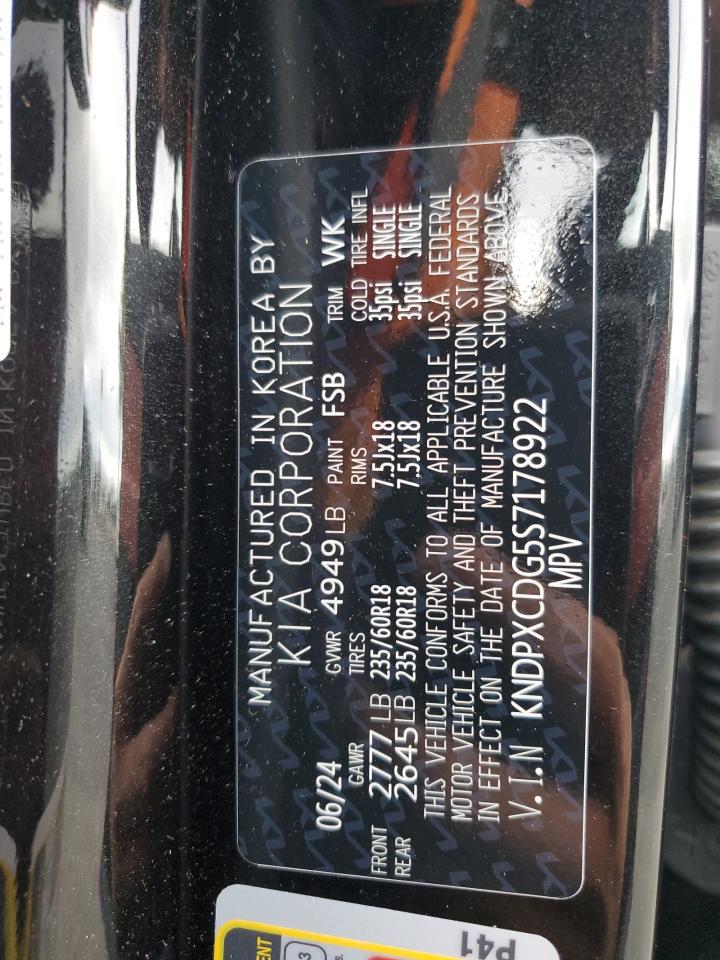 MANUFACTURED IN KOREA BY
KIA CORPORATION
06/24 GVWR 4949LB PAINT FSB TRIM WK
GAWR TIRES RIMS COLD TIRE INFL
FRONT 2777LB 235/60R18 7.5Jx18 35psi SINGLE
REAR 2645LB 235/60R18 7.5Jx18 35psi SINGLE
THIS VEHICLE CONFORMS TO ALL APPLICABLE U.S.A. FEDERAL
MOTOR VEHICLE SAFETY AND THEFT PREVENTION STANDARDS
IN EFFECT ON THE DATE OF MANUFACTURE SHOWN ABOVE
V.I.N KNDPXCDG5S7178922
MPV
P41